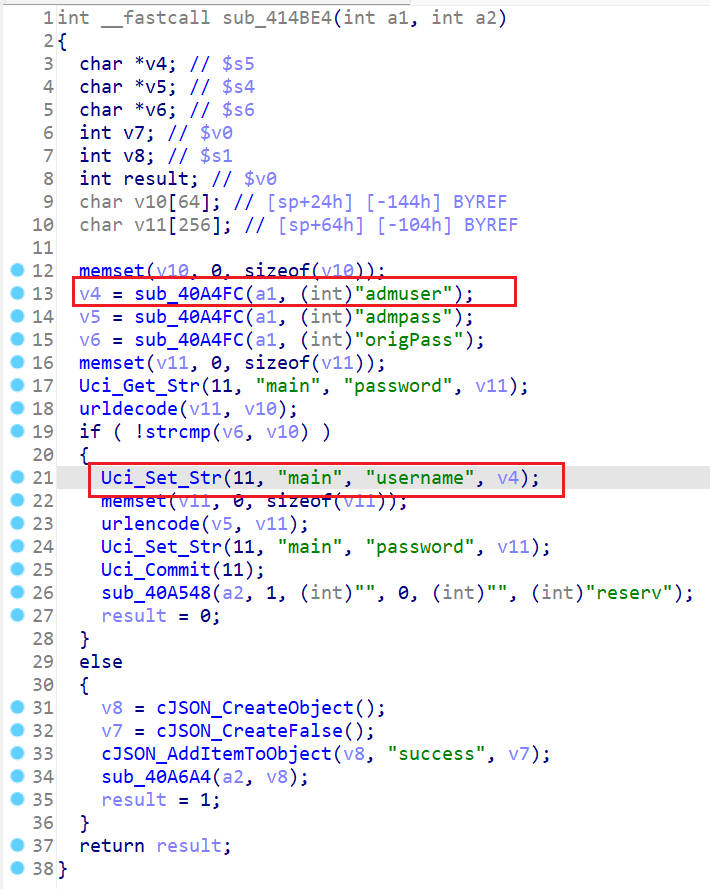 1 int __fastcall sub_414BE4(int a1, int a2)
2 {
3 char *v4; // $s5
4 char *v5; // $s4
5 char *v6; // $s6
6 int v7; // $v0
7 int v8; // $s1
8 int result; // $v0
9 char v10[64]; // [sp+24h] [-144h] BYREF
10 char v11[256]; // [sp+64h] [-104h] BYREF
11
12 memset(v10, 0, sizeof(v10));
13 v4 = sub_40A4FC(a1, (int)"admuser");
14 v5 = sub_40A4FC(a1, (int)"admpass");
15 v6 = sub_40A4FC(a1, (int)"origPass");
16 memset(v11, 0, sizeof(v11));
17 Uci_Get_Str(11, "main", "password", v11);
18 urldecode(v11, v10);
19 if ( !strcmp(v6, v10) )
20 {
21 Uci_Set_Str(11, "main", "username", v4);
22 memset(v11, 0, sizeof(v11));
23 urlencode(v5, v11);
24 Uci_Set_Str(11, "main", "password", v11);
25 Uci_Commit(11);
26 sub_40A548(a2, 1, (int)"", 0, (int)"", (int)"reserv");
27 result = 0;
28 }
29 else
30 {
31 v8 = cJSON_CreateObject();
32 v7 = cJSON_CreateFalse();
33 cJSON_AddItemToObject(v8, "success", v7);
34 sub_40A6A4(a2, v8);
35 result = 1;
36 }
37 return result;
38 }